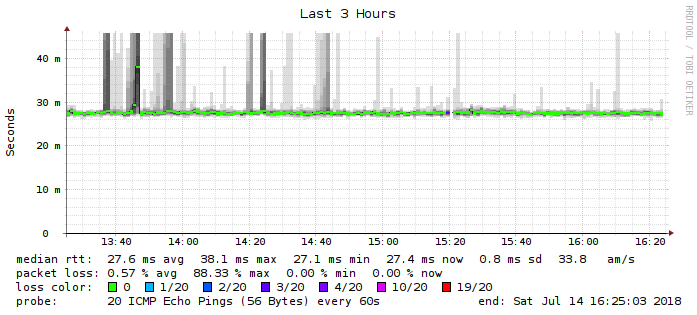 Last 3 Hours
RRDTOOL / TOBI OETIKER
Seconds
40 m
30 m
20 m
10 m
0
13:40 14:00 14:20 14:40 15:00 15:20 15:40 16:00 16:20
median rtt: 27.6 ms avg 38.1 ms max 27.1 ms min 27.4 ms now 0.8 ms sd 33.8 am/s
packet loss: 0.57 % avg 88.33 % max 0.00 % min 0.00 % now
loss color: 0 1/20 2/20 3/20 4/20 10/20 19/20
probe: 20 ICMP Echo Pings (56 Bytes) every 60s end: Sat Jul 14 16:25:03 2018